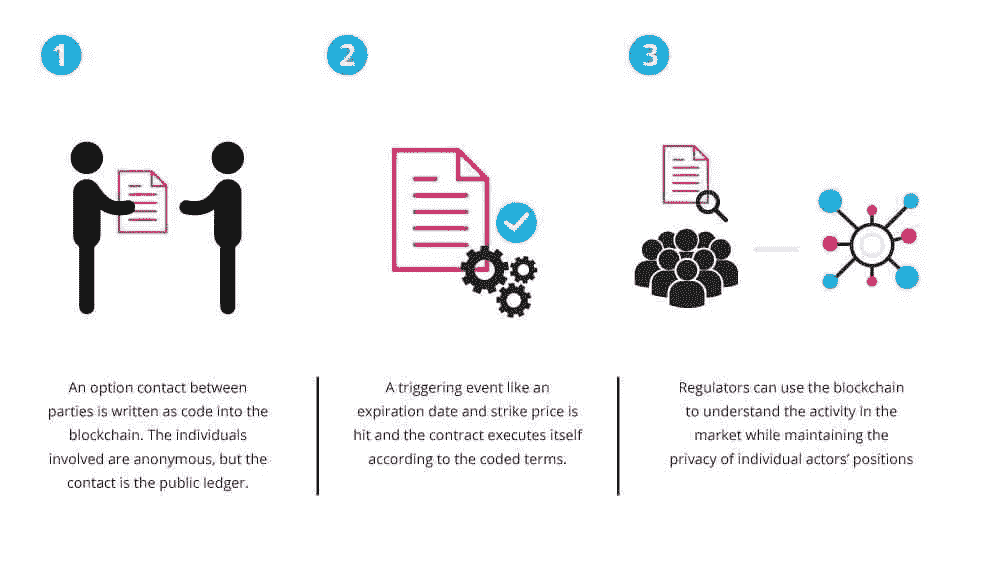 1
2
3
An option contact between
parties is written as code into the
blockchain. The individuals
involved are anonymous, but the
contact is the public ledger.
A triggering event like an
expiration date and strike price is
hit and the contract executes itself
according to the coded terms.
Regulators can use the blockchain
to understand the activity in the
market while maintaining the
privacy of individual actors' positions